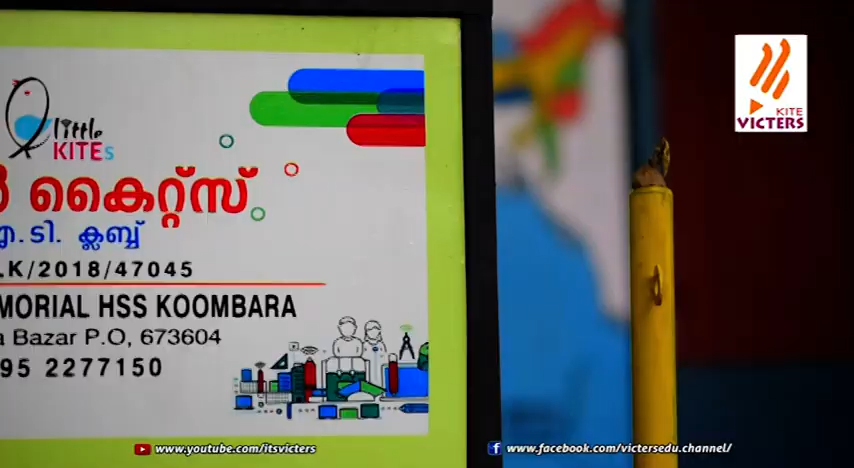 little
KITEs
കൈറ്റ്സ്
ഐ.ടി. ക്ലബ്ബ്
LK/2018/47045
MORIAL HSS KOOMBARA
a Bazar P.O, 673604
95 2277150
KITE
VICTERS
www.youtube.com/itsvicters
www.facebook.com/victersedu.channel/